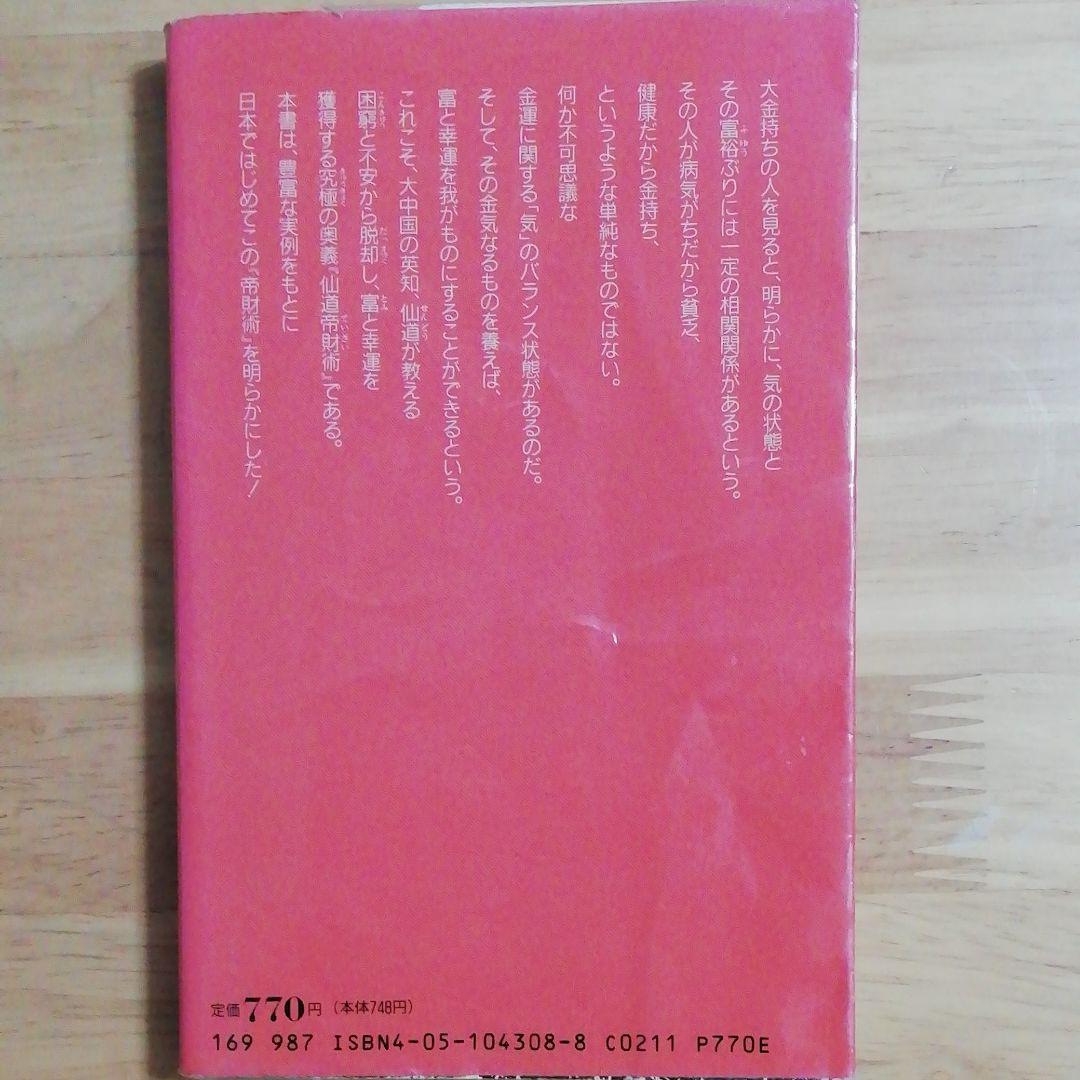 大金持ちの人を見ると、明らかに、気の状態と
その富裕ぶりには一定の相関関係があるという。
その人が病気がちだから貧乏、
健康だから金持ち、
というような単純なものではない。
何か不可思議な
金運に関する「気」のバランス状態があるのだ。
そして、その金気なるものを養えば、
富と幸運を我がものにすることができるという。
これこそ、大中国の英知、仙道が教える
困窮と不安から脱却し、富と幸運を
獲得する究極の奥義『仙道帝財術』である。
本書は、豊富な実例をもとに
日本ではじめてこの『帝財術』を明らかにした!
定価770円（本体748円）
169 987 ISBN4-05-104308-8 C0211 P770E